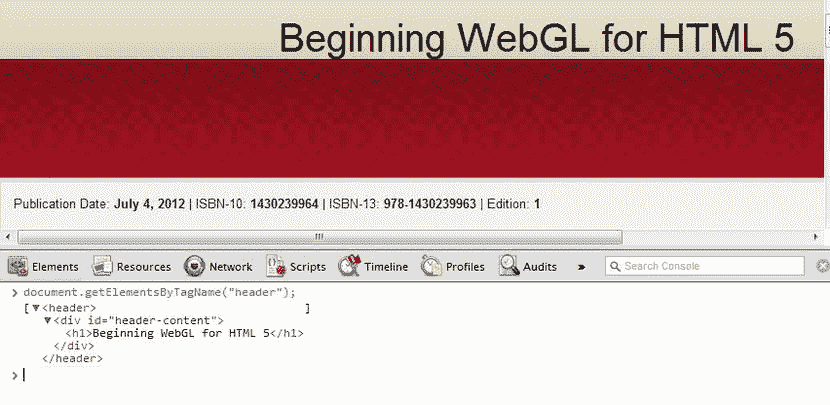 Beginning WebGL for HTML 5
Publication Date: July 4, 2012 | ISBN-10: 1430239964 | ISBN-13: 978-1430239963 | Edition: 1
Elements Resources Network Scripts Timeline Profiles Audits » Search Console
> document.getElementsByTagName("header");
[▼<header> ]
▼<div id="header-content">
<h1>Beginning WebGL for HTML 5</h1>
</div>
</header>
>